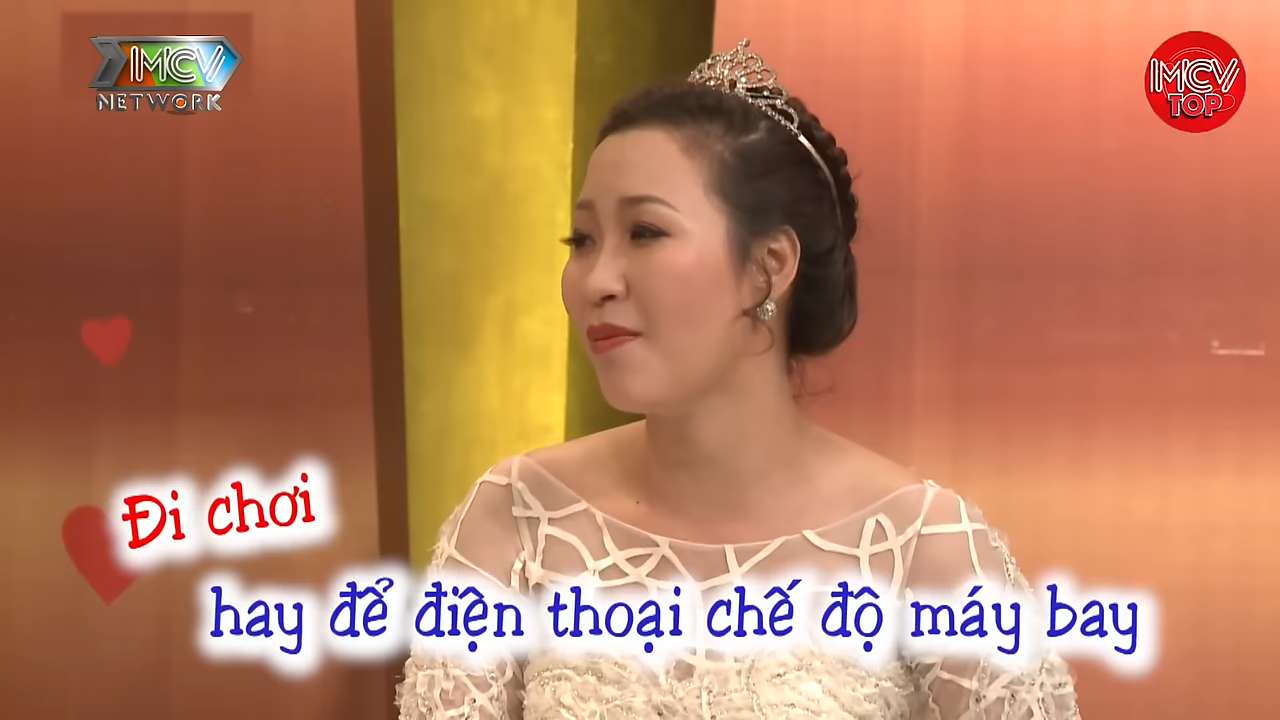 MCV
NETWORK
MCV
TOP
Đi chơi
hay để điện thoại chế độ máy bay